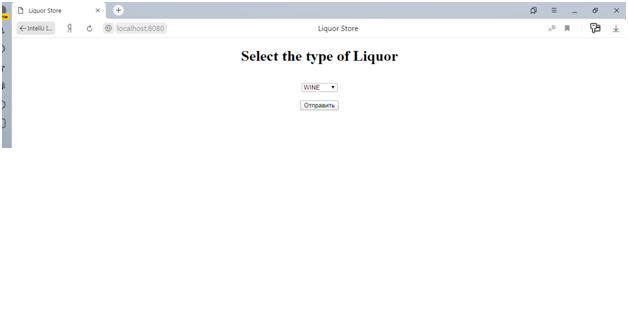 Liquor Store
IntelliJ I...
Я
localhost:8080
Liquor Store
Select the type of Liquor
WINE
Отправить